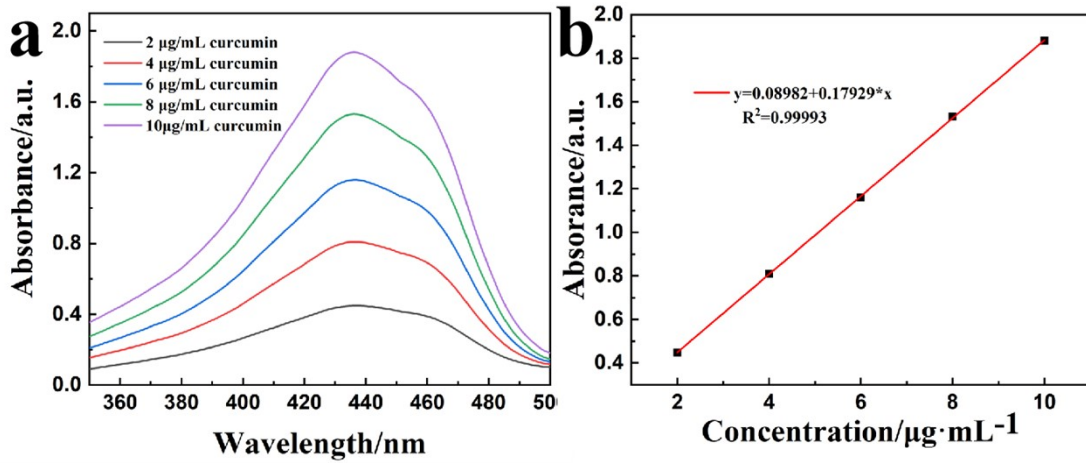 a
2 μg/mL curcumin
4 μg/mL curcumin
6 μg/mL curcumin
8 μg/mL curcumin
10μg/mL curcumin
Absorbance/a.u.
2.0
1.6
1.2
0.8
0.4
0.0
360 380 400 420 440 460 480 500
Wavelength/nm
b
y=0.08982+0.17929*x
R²=0.99993
Absorance/a.u.
2.0
1.8
1.6
1.4
1.2
1.0
0.8
0.6
0.4
2 4 6 8 10
Concentration/μg·mL⁻¹